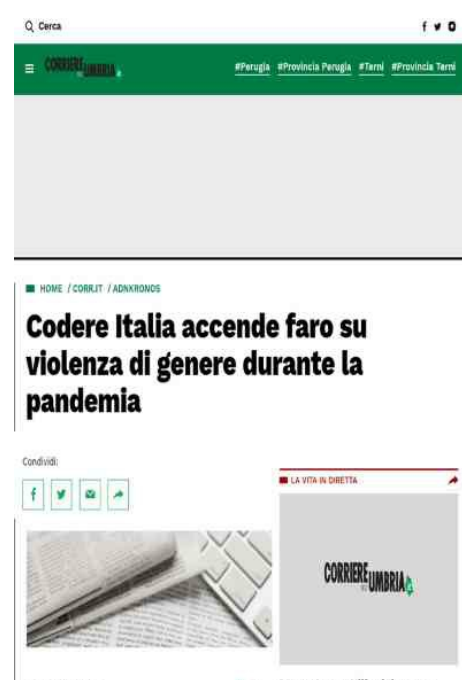 Cerca
CORRIERE UMBRIA
#Perugia #Provincia Perugia #Terni #Provincia Terni
HOME / CORR.IT / ADNKRONOS
Codere Italia accende faro su
violenza di genere durante la
pandemia
Condividi:
LA VITA IN DIRETTA
CORRIERE UMBRIA